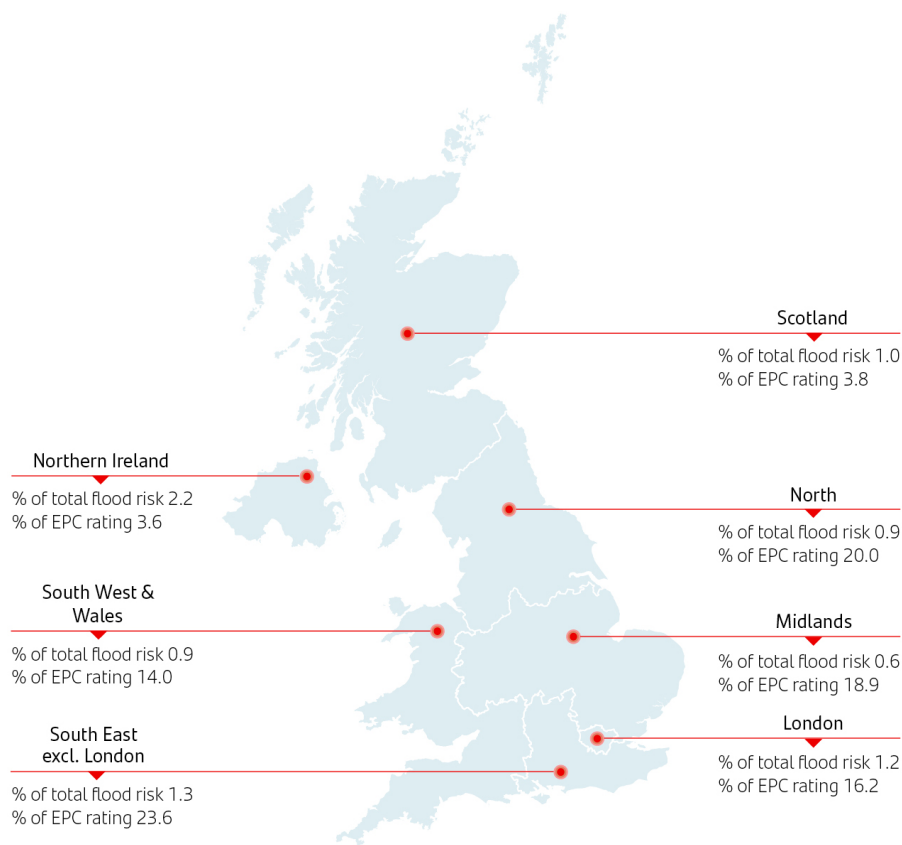 Scotland
% of total flood risk 1.0
% of EPC rating 3.8
Northern Ireland
% of total flood risk 2.2
% of EPC rating 3.6
North
% of total flood risk 0.9
% of EPC rating 20.0
South West &
Wales
% of total flood risk 0.9
% of EPC rating 14.0
Midlands
% of total flood risk 0.6
% of EPC rating 18.9
South East
excl. London
% of total flood risk 1.3
% of EPC rating 23.6
London
% of total flood risk 1.2
% of EPC rating 16.2